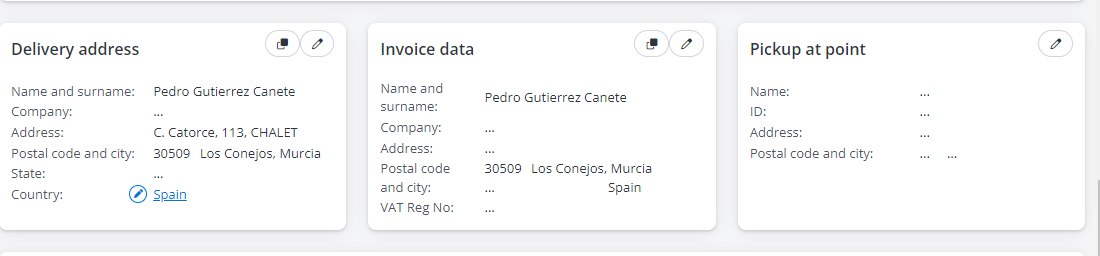 Delivery address
Name and surname: Pedro Gutierrez Canete
Company: ...
Address: C. Catorce, 113, CHALET
Postal code and city: 30509 Los Conejos, Murcia
State: ...
Country: Spain
Invoice data
Name and
surname: Pedro Gutierrez Canete
Company: ...
Address: ...
Postal code 30509 Los Conejos, Murcia
and city: ... Spain
VAT Reg No: ...
Pickup at point
Name: ...
ID: ...
Address: ...
Postal code and city: ... ...